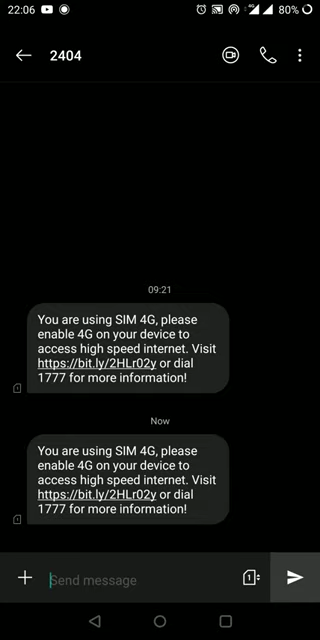 22:06
4G
80%
2404
09:21
You are using SIM 4G, please
enable 4G on your device to
access high speed internet. Visit
https://bit.ly/2HLr02y or dial
1777 for more information!
Now
You are using SIM 4G, please
enable 4G on your device to
access high speed internet. Visit
https://bit.ly/2HLr02y or dial
1777 for more information!
Send message
1